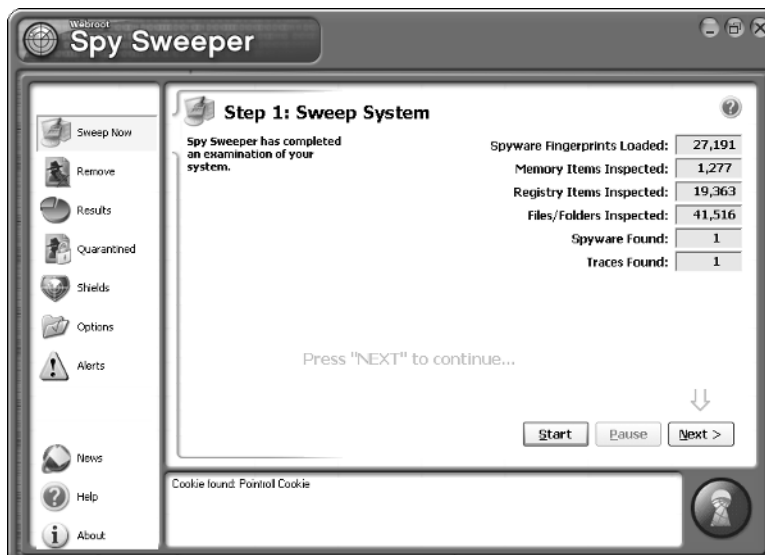 Webroot
Spy Sweeper
Sweep Now
Remove
Results
Quarantined
Shields
Options
Alerts
News
Help
About
Step 1: Sweep System
Spy Sweeper has completed
an examination of your
system.
Spyware Fingerprints Loaded: 27,191
Memory Items Inspected: 1,277
Registry Items Inspected: 19,363
Files/Folders Inspected: 41,516
Spyware Found: 1
Traces Found: 1
Press "NEXT" to continue...
Start Pause Next >
Cookie found: Pointroll Cookie